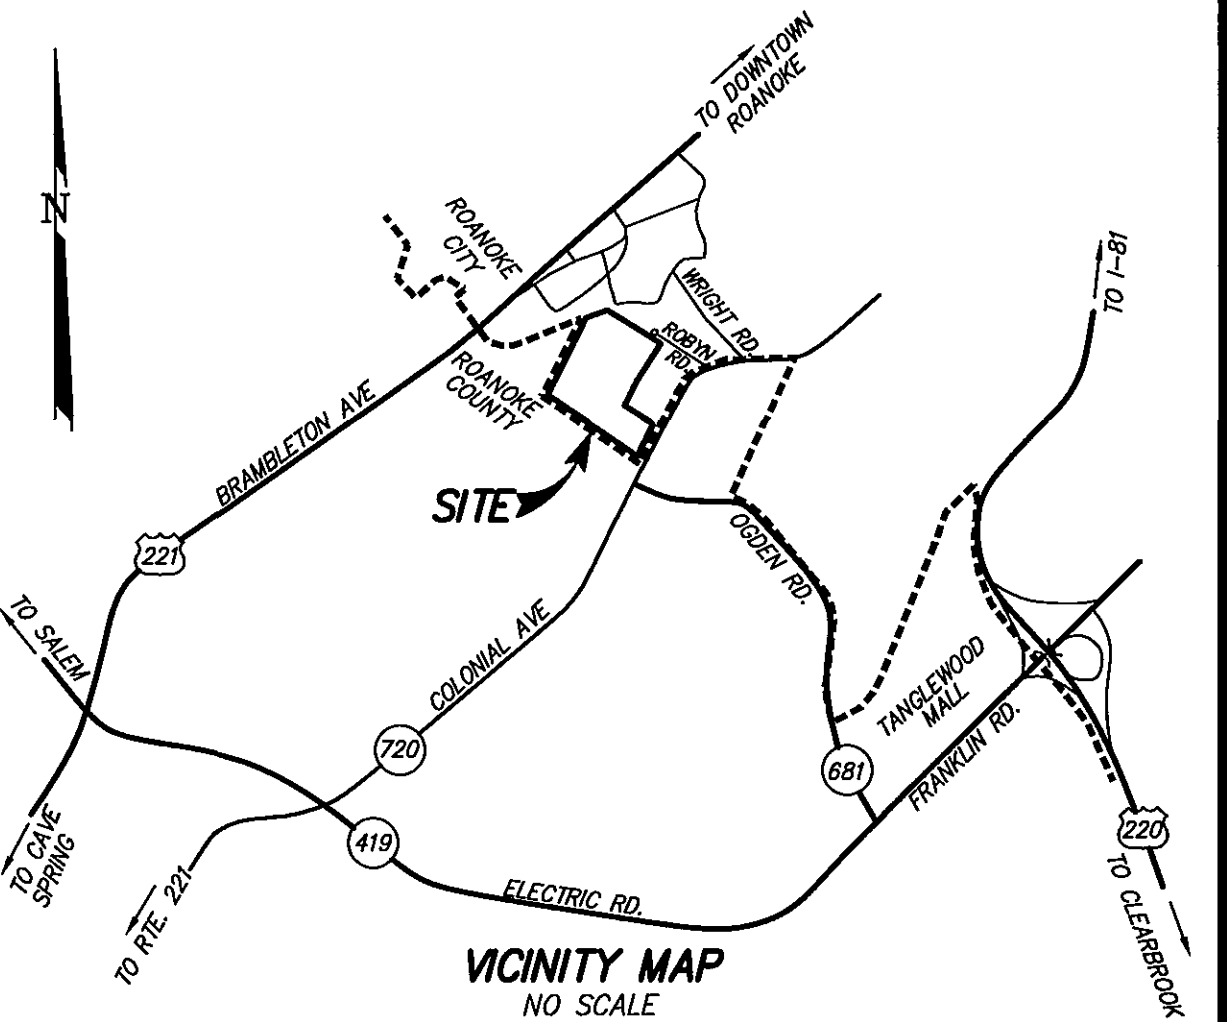 TO DOWNTOWN
ROANOKE
N
ROANOKE
CITY
WRIGHT RD.
ROBYN
RD.
TO I-81
ROANOKE
COUNTY
BRAMBLETON AVE
SITE
221
OGDEN RD.
TO SALEM
COLONIAL AVE
TANGLEWOOD
MALL
FRANKLIN RD.
720
681
419
220
TO CAVE
SPRING
TO RTE. 221
ELECTRIC RD.
TO CLEARBROOK
VICINITY MAP
NO SCALE